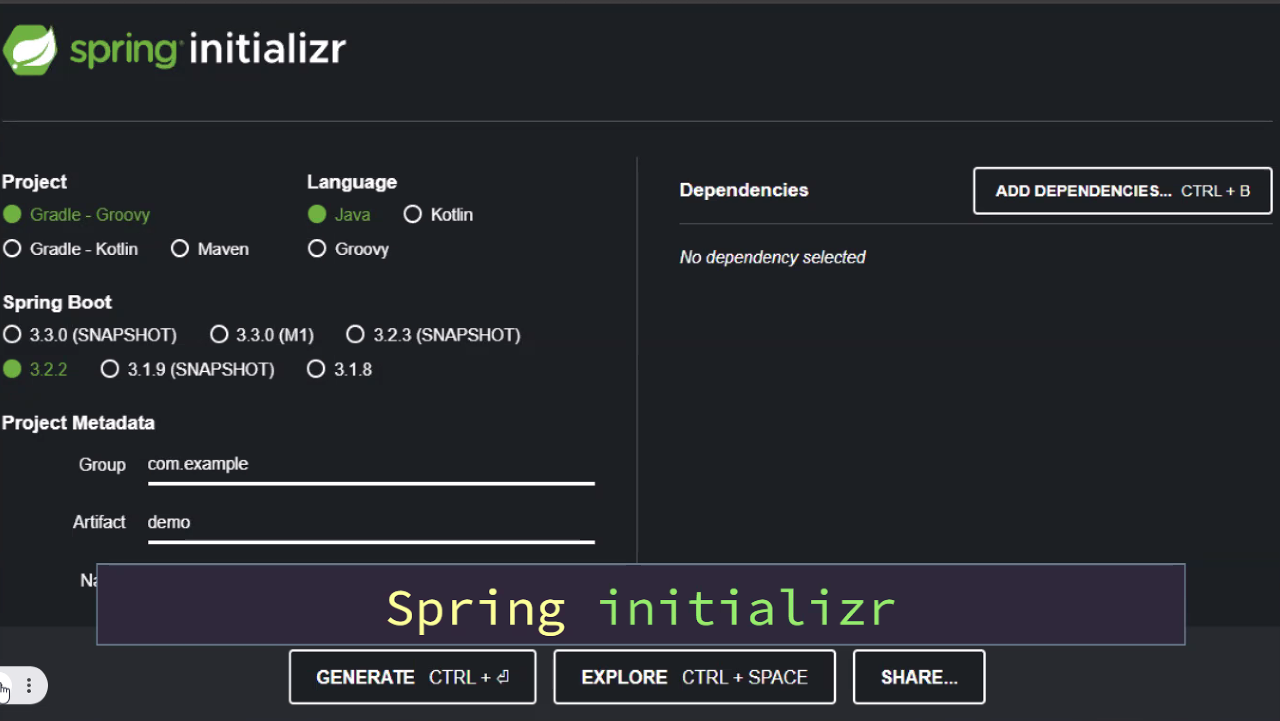 spring initializr
Project
Gradle - Groovy
Gradle - Kotlin Maven
Language
Java Kotlin
Groovy
Spring Boot
3.3.0 (SNAPSHOT) 3.3.0 (M1) 3.2.3 (SNAPSHOT)
3.2.2 3.1.9 (SNAPSHOT) 3.1.8
Project Metadata
Group com.example
Artifact demo
Dependencies
ADD DEPENDENCIES... CTRL + B
No dependency selected
Spring initializr
GENERATE CTRL + ⏎
EXPLORE CTRL + SPACE
SHARE...